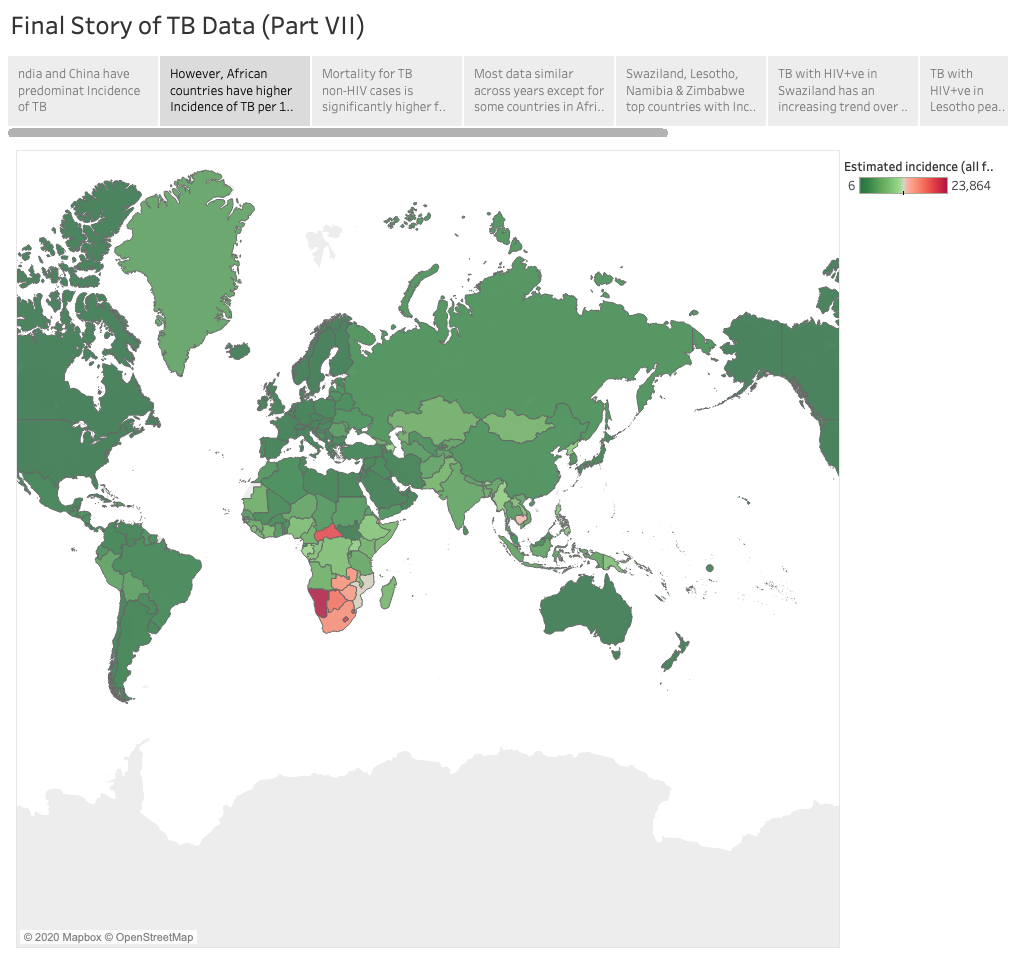 Final Story of TB Data (Part VII)
ndia and China have
predominat Incidence
of TB
However, African
countries have higher
Incidence of TB per 1..
Mortality for TB
non-HIV cases is
significantly higher f..
Most data similar
across years except for
some countries in Afri..
Swaziland, Lesotho,
Namibia & Zimbabwe
top countries with Inc..
TB with HIV+ve in
Swaziland has an
increasing trend over ..
TB with
HIV+ve in
Lesotho pea..
Estimated incidence (all f..
6 23,864
© 2020 Mapbox © OpenStreetMap